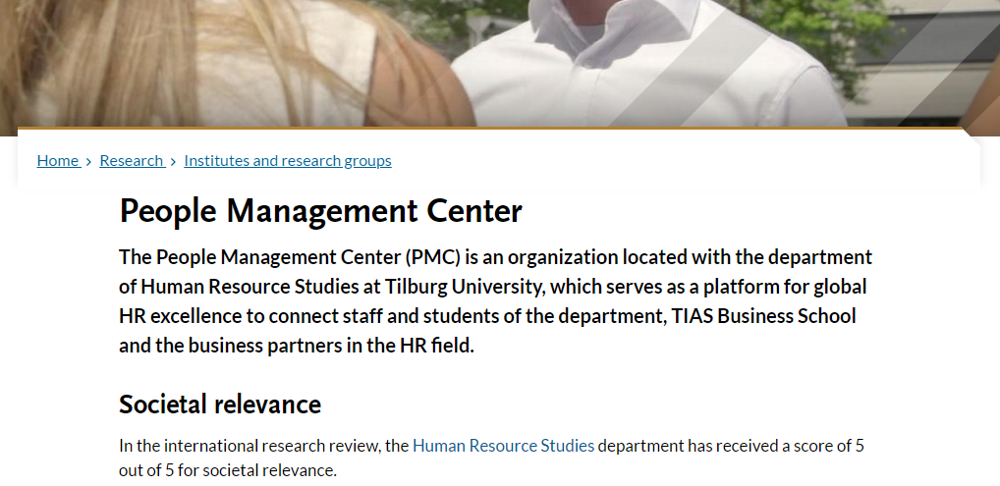 Home › Research › Institutes and research groups
People Management Center
The People Management Center (PMC) is an organization located with the department
of Human Resource Studies at Tilburg University, which serves as a platform for global
HR excellence to connect staff and students of the department, TIAS Business School
and the business partners in the HR field.
Societal relevance
In the international research review, the Human Resource Studies department has received a score of 5
out of 5 for societal relevance.